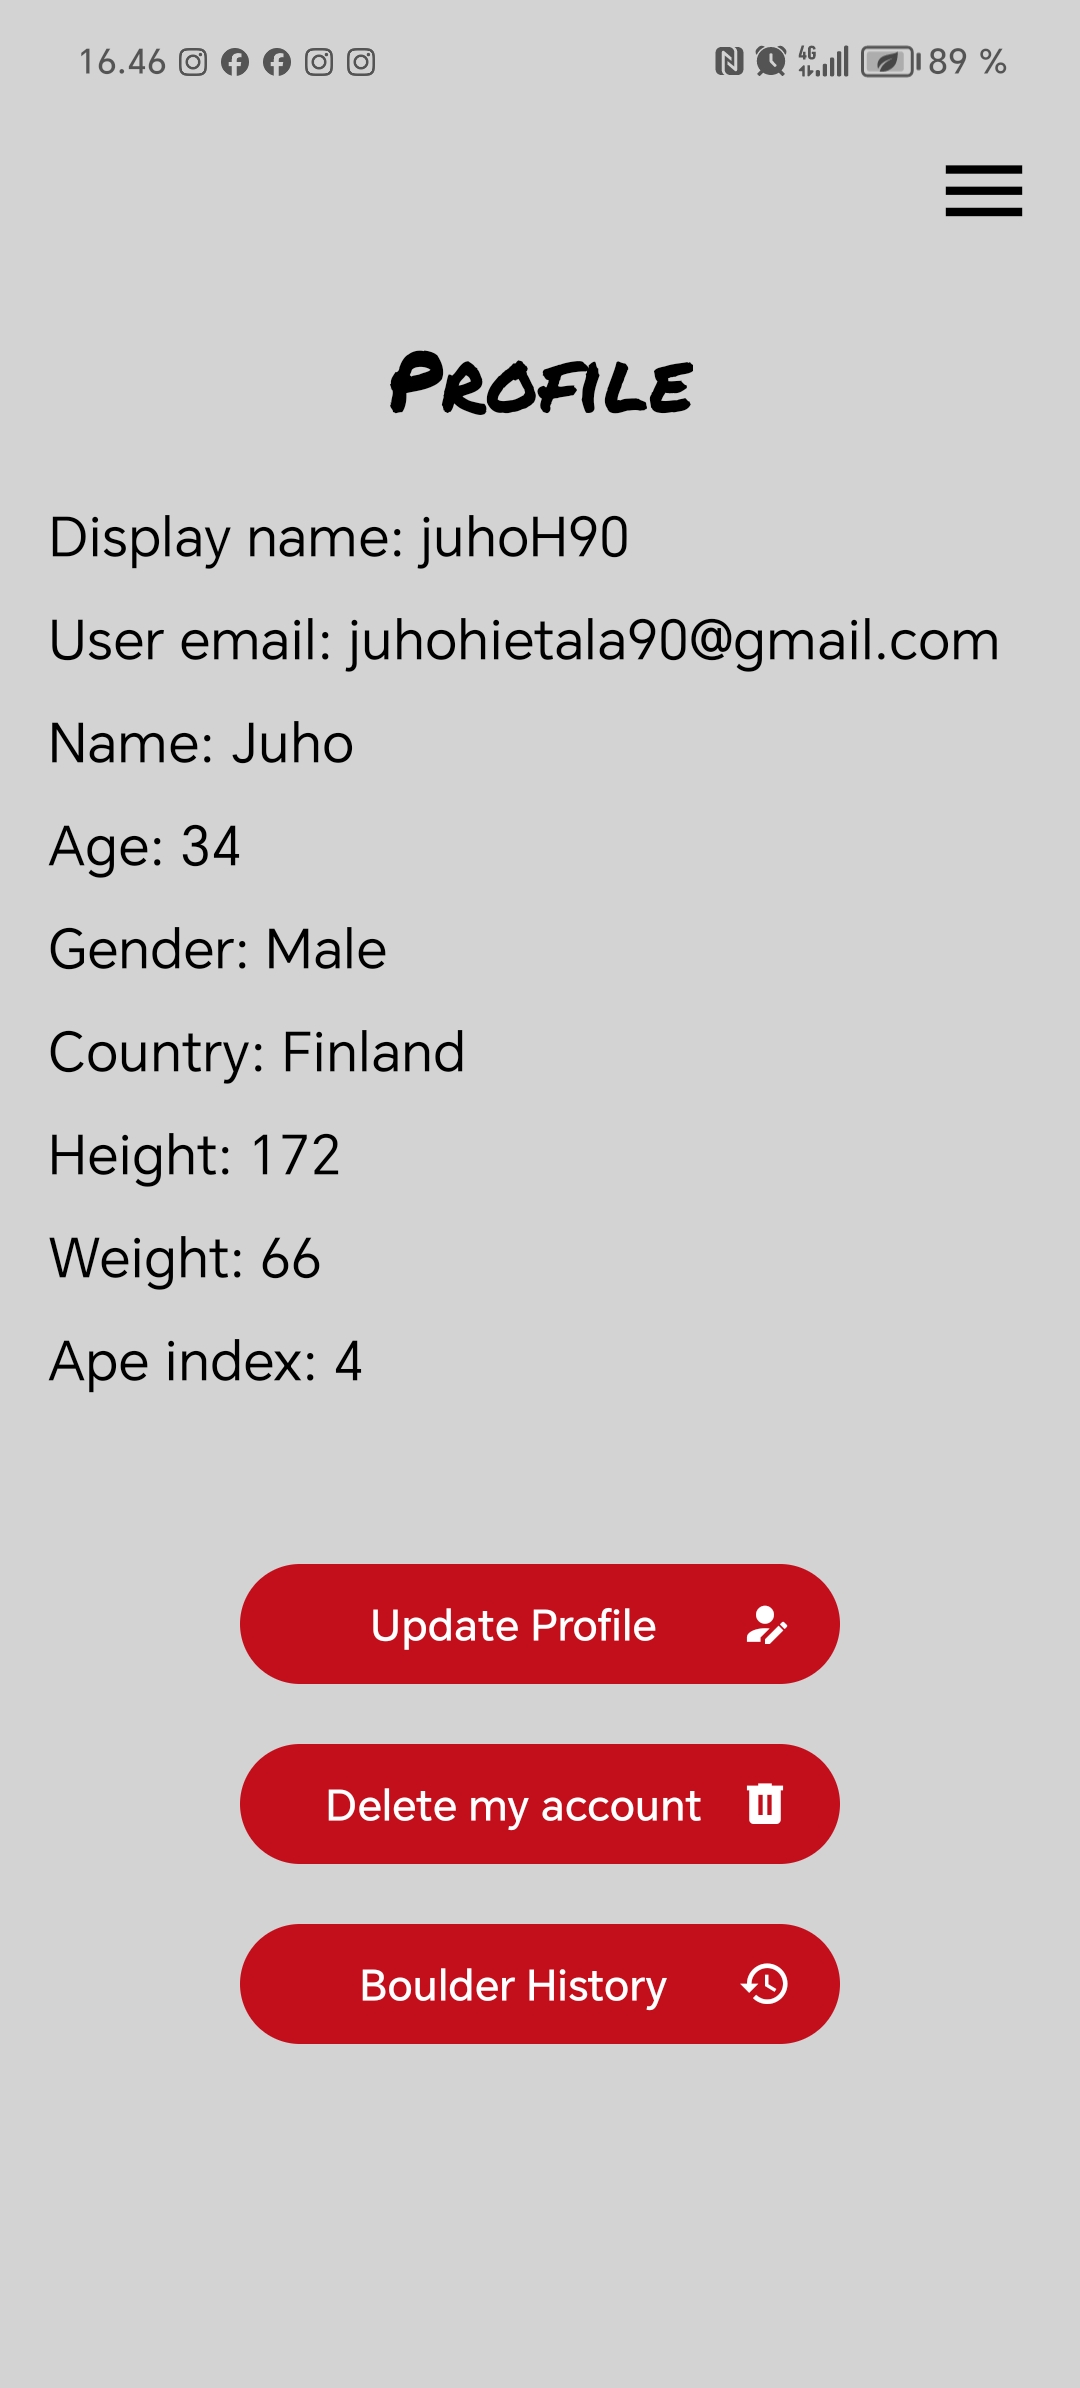 16.46 4G 89 %
Profile
Display name: juhoH90
User email: juhohietala90@gmail.com
Name: Juho
Age: 34
Gender: Male
Country: Finland
Height: 172
Weight: 66
Ape index: 4
Update Profile
Delete my account
Boulder History